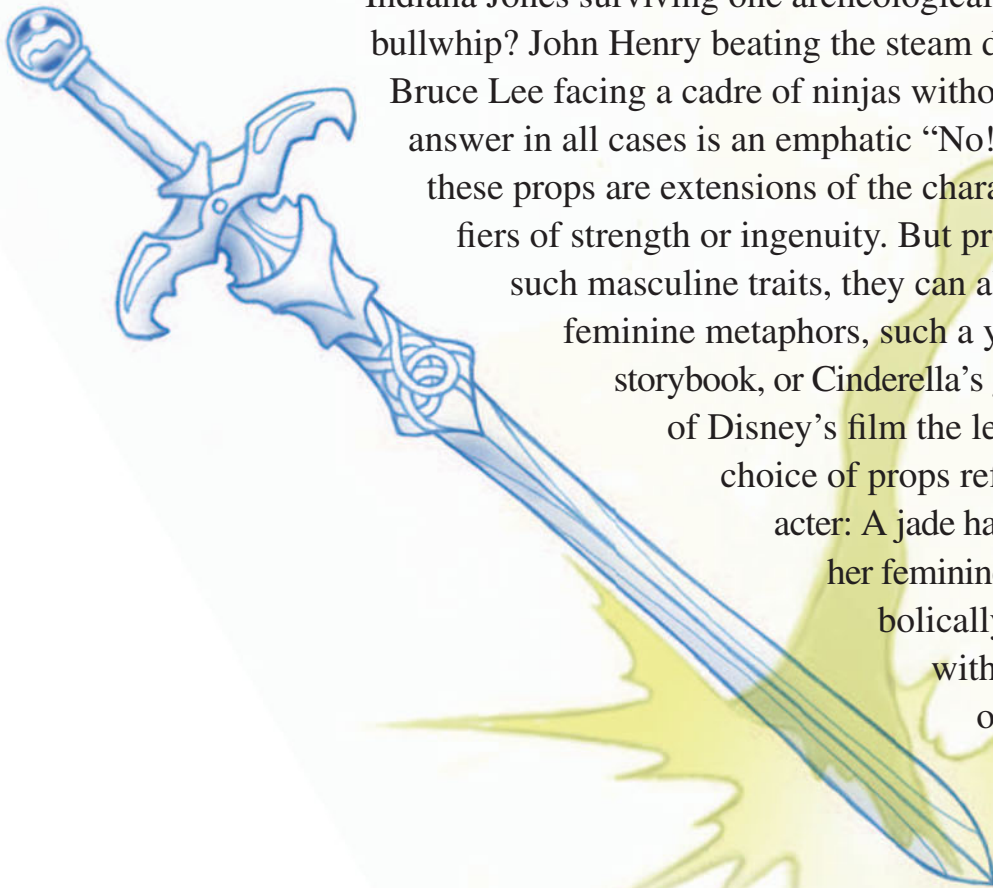 Indiana Jones surviving one archeological
bullwhip? John Henry beating the steam d
Bruce Lee facing a cadre of ninjas witho
answer in all cases is an emphatic “No!
these props are extensions of the chara
fiers of strength or ingenuity. But pr
such masculine traits, they can a
feminine metaphors, such a y
storybook, or Cinderella’s
of Disney’s film the le
choice of props ref
acter: A jade ha
her feminin
bolically
with
o